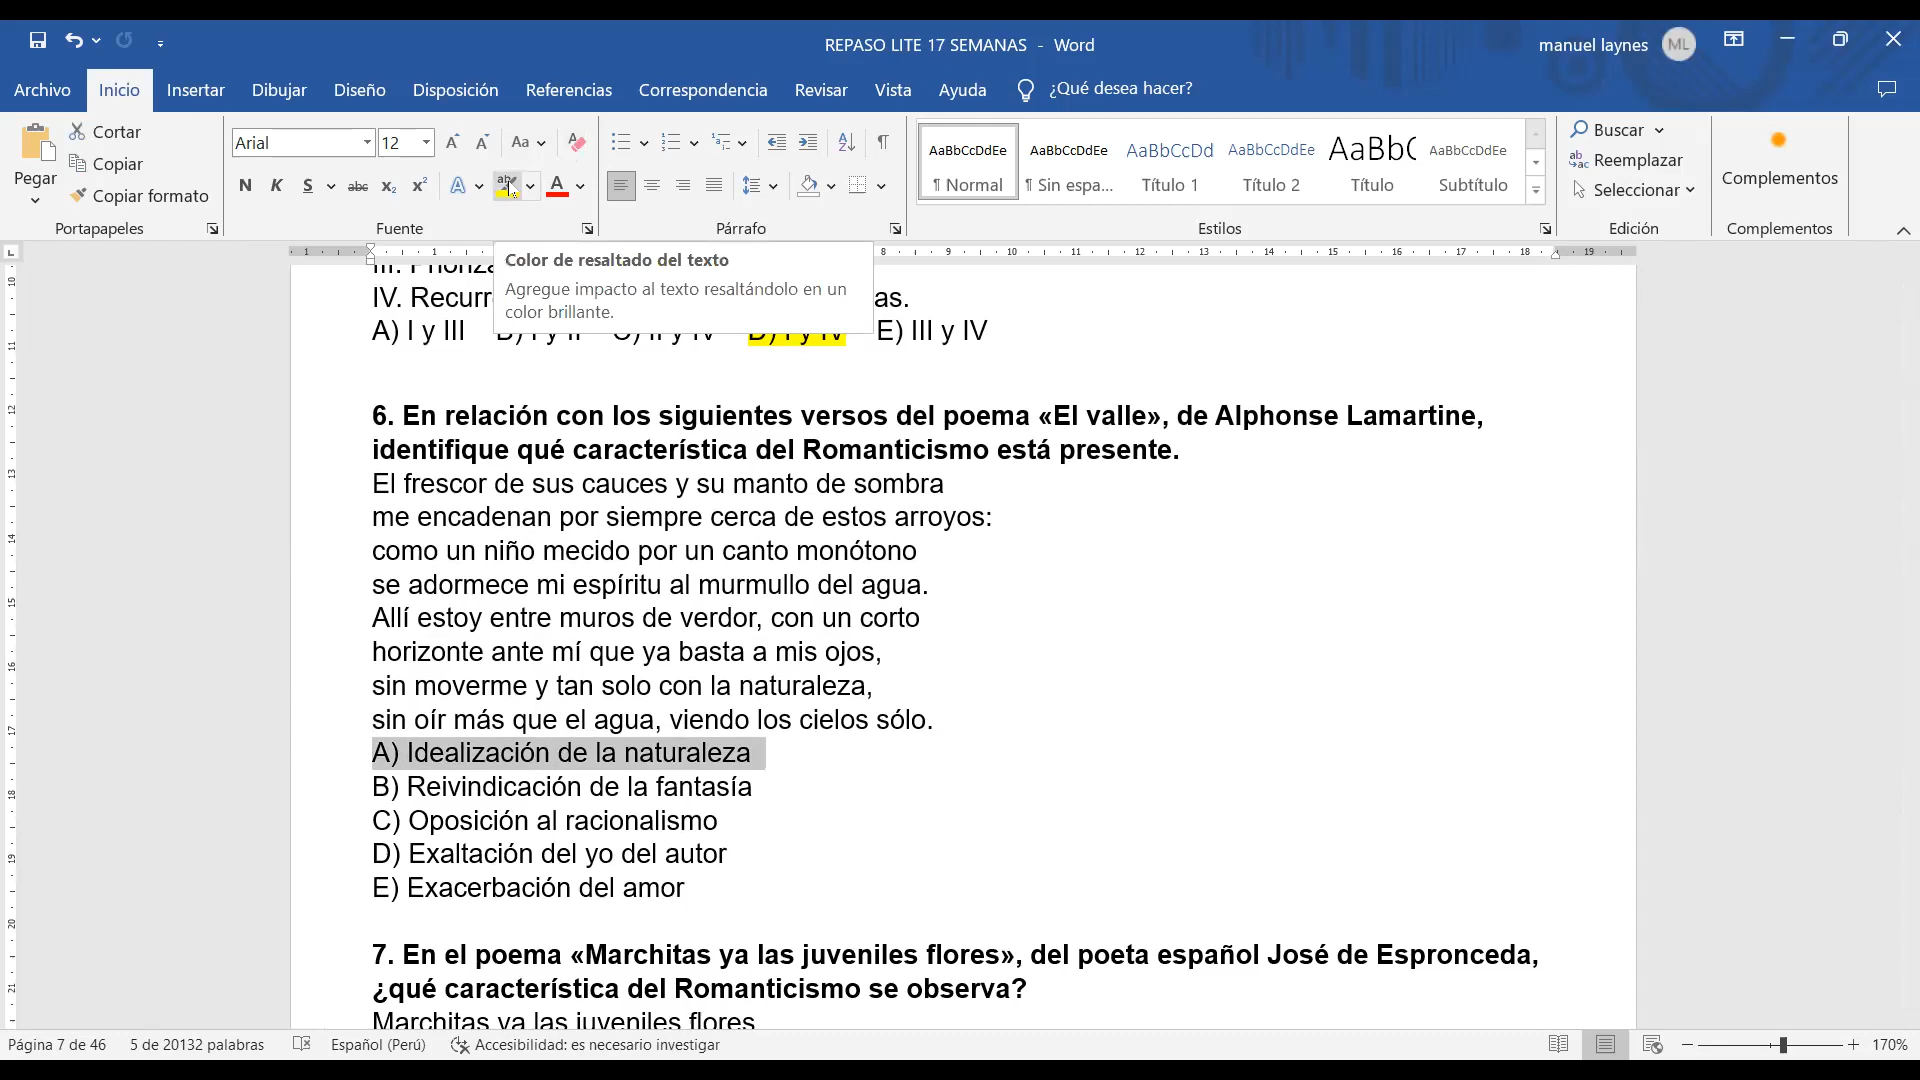 REPASO LITE 17 SEMANAS - Word
manuel laynes
ML
Archivo Inicio Insertar Dibujar Diseño Disposición Referencias Correspondencia Revisar Vista Ayuda ¿Qué desea hacer?
Pegar
Cortar
Copiar
Copiar formato
Portapapeles
Arial 12
Aa
N K S abc x₂ x²
Fuente
Párrafo
AaBbCcDdEe AaBbCcDdEe AaBbCcDd AaBbCcDdEe AaBbC AaBbCcDdEe
¶ Normal ¶ Sin espa... Título 1 Título 2 Título Subtítulo
Estilos
Buscar
Reemplazar
Seleccionar
Edición
Complementos
Complementos
Color de resaltado del texto
Agregue impacto al texto resaltándolo en un
color brillante.
IV. Recurr as.
A) I y III B) I y II C) II y IV D) I y IV E) III y IV
6. En relación con los siguientes versos del poema «El valle», de Alphonse Lamartine,
identifique qué característica del Romanticismo está presente.
El frescor de sus cauces y su manto de sombra
me encadenan por siempre cerca de estos arroyos:
como un niño mecido por un canto monótono
se adormece mi espíritu al murmullo del agua.
Allí estoy entre muros de verdor, con un corto
horizonte ante mí que ya basta a mis ojos,
sin moverme y tan solo con la naturaleza,
sin oír más que el agua, viendo los cielos sólo.
A) Idealización de la naturaleza
B) Reivindicación de la fantasía
C) Oposición al racionalismo
D) Exaltación del yo del autor
E) Exacerbación del amor
7. En el poema «Marchitas ya las juveniles flores», del poeta español José de Espronceda,
¿qué característica del Romanticismo se observa?
Marchitas ya las juveniles flores
Página 7 de 46 5 de 20132 palabras Español (Perú) Accesibilidad: es necesario investigar 170%